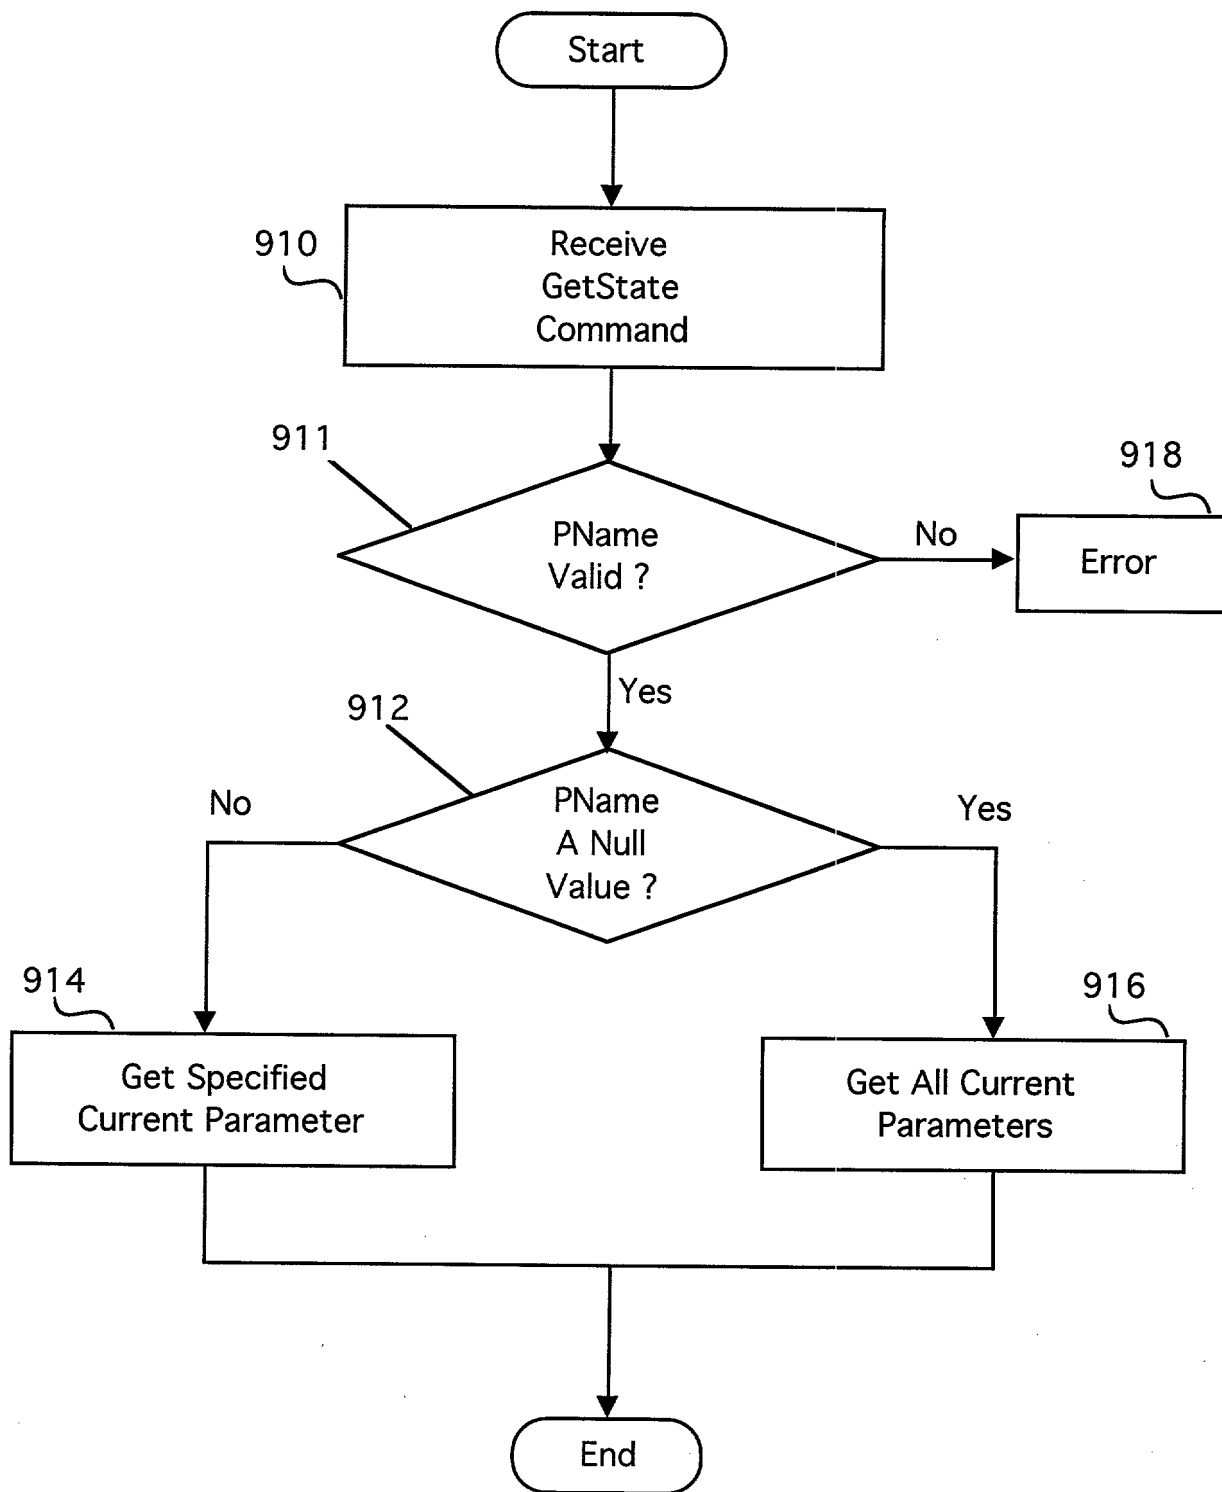 Start
910
Receive
GetState
Command
911
PName
Valid ?
No
918
Error
Yes
912
No
PName
A Null
Value ?
Yes
914
Get Specified
Current Parameter
916
Get All Current
Parameters
End